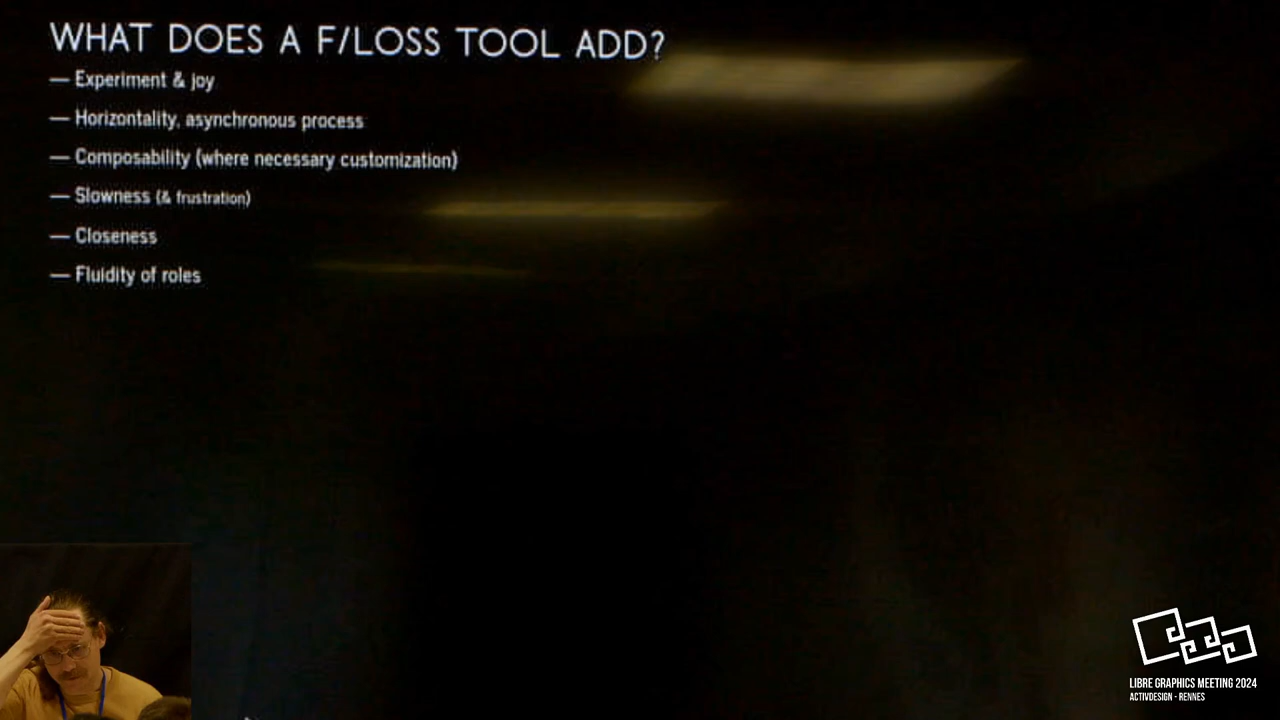 WHAT DOES A F/LOSS TOOL ADD?
— Experiment & joy
— Horizontality, asynchronous process
— Composability (where necessary customization)
— Slowness (& frustration)
— Closeness
— Fluidity of roles
LIBRE GRAPHICS MEETING 2024
ACTIVDESIGN - RENNES